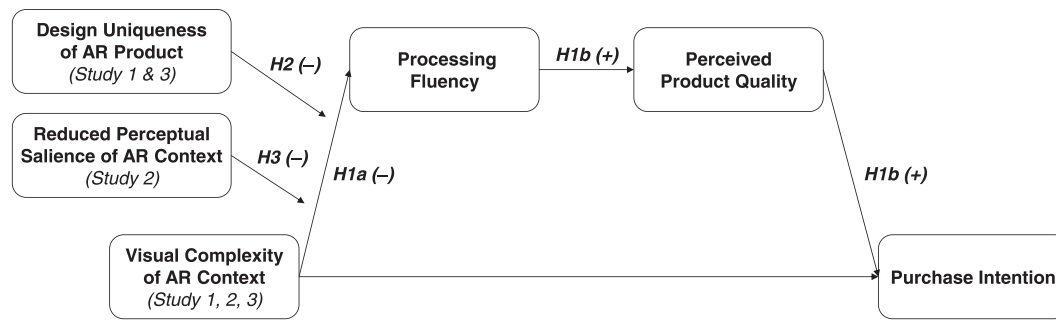 Design Uniqueness
of AR Product
(Study 1 & 3)
H2 (–)
Processing
Fluency
H1b (+)
Perceived
Product Quality
Reduced Perceptual
Salience of AR Context
(Study 2)
H3 (–)
H1a (–)
H1b (+)
Visual Complexity
of AR Context
(Study 1, 2, 3)
Purchase Intention